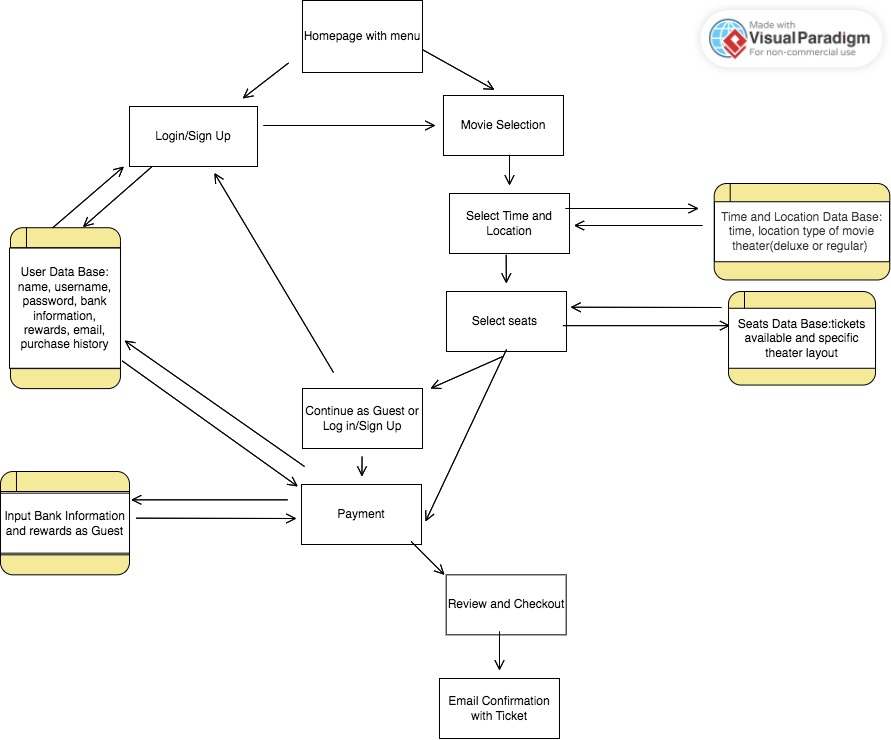 Homepage with menu
Made with
VisualParadigm
For non-commercial use
Login/Sign Up
Movie Selection
Select Time and
Location
Time and Location Data Base:
time, location type of movie
theater(deluxe or regular)
User Data Base:
name, username,
password, bank
information,
rewards, email,
purchase history
Select seats
Seats Data Base:tickets
available and specific
theater layout
Continue as Guest or
Log in/Sign Up
Input Bank Information
and rewards as Guest
Payment
Review and Checkout
Email Confirmation
with Ticket